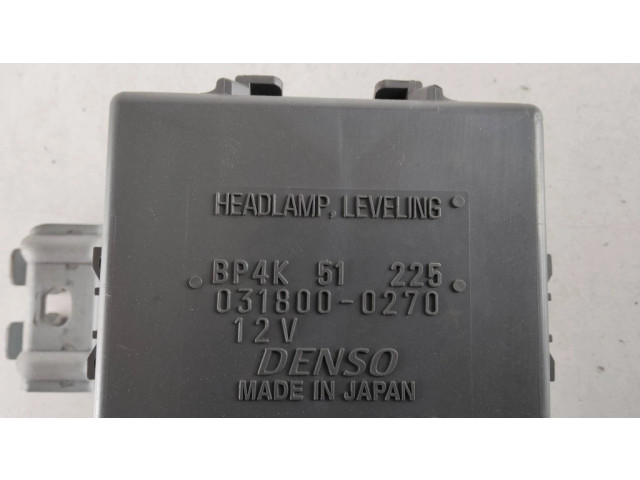 HEADLAMP, LEVELING
BP4K 51 225
031800-0270
12V
DENSO
MADE IN JAPAN